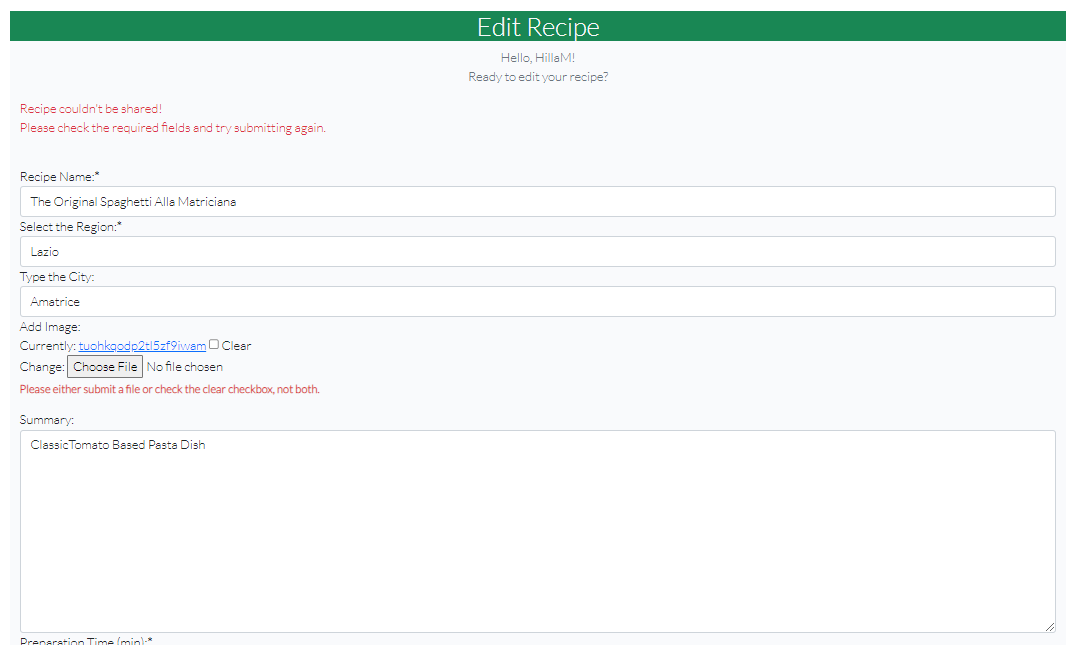 Edit Recipe
Hello, HillaM!
Ready to edit your recipe?
Recipe couldn't be shared!
Please check the required fields and try submitting again.
Recipe Name:*
The Original Spaghetti Alla Matriciana
Select the Region:*
Lazio
Type the City:
Amatrice
Add Image:
Currently: tuohkqodp2tl5zf9iwam Clear
Change: Choose File No file chosen
Please either submit a file or check the clear checkbox, not both.
Summary:
ClassicTomato Based Pasta Dish
Preparation Time (min):*